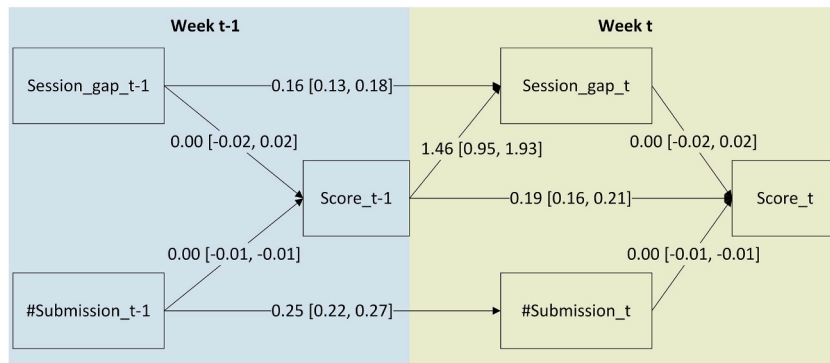 Week t-1
Week t
Session_gap_t-1
0.16 [0.13, 0.18]
Session_gap_t
0.00 [-0.02, 0.02]
1.46 [0.95, 1.93]
0.00 [-0.02, 0.02]
Score_t-1
0.19 [0.16, 0.21]
Score_t
0.00 [-0.01, -0.01]
0.00 [-0.01, -0.01]
#Submission_t-1
0.25 [0.22, 0.27]
#Submission_t